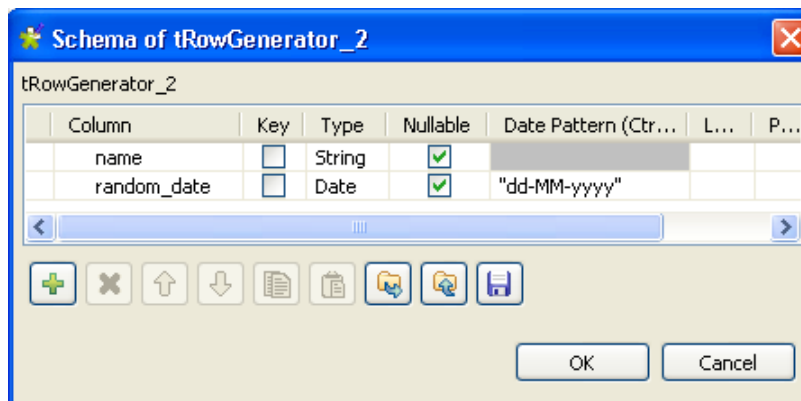 Schema of tRowGenerator_2
tRowGenerator_2
Column Key Type Nullable Date Pattern (Ctr... L... P...
name String
random_date Date "dd-MM-yyyy"
OK Cancel